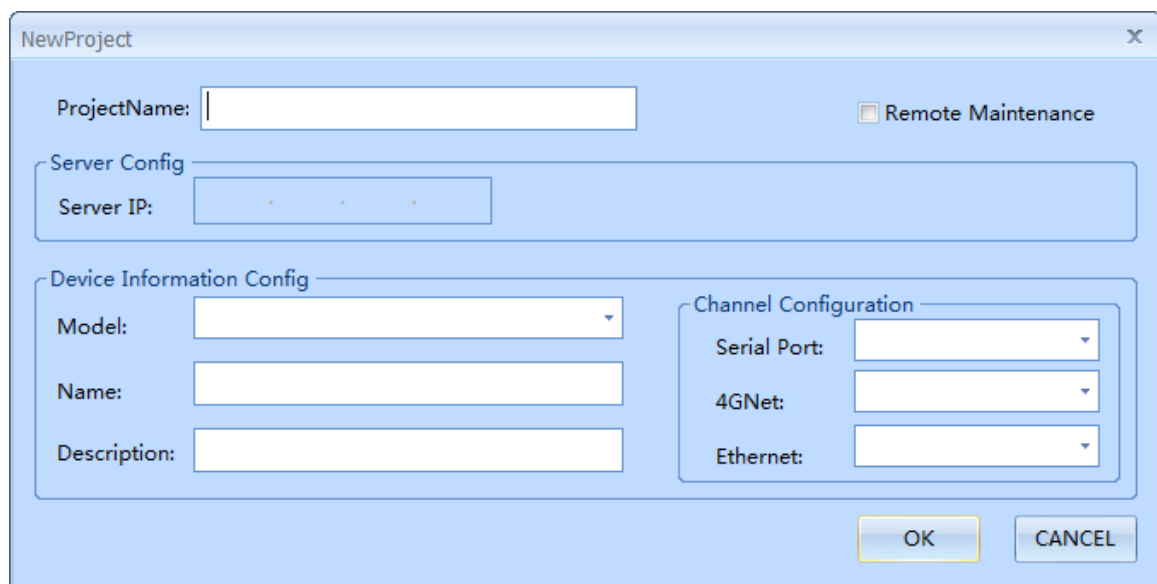 NewProject
x
ProjectName:
Remote Maintenance
Server Config
Server IP:
. . .
Device Information Config
Model:
Name:
Description:
Channel Configuration
Serial Port:
4GNet:
Ethernet:
OK
CANCEL